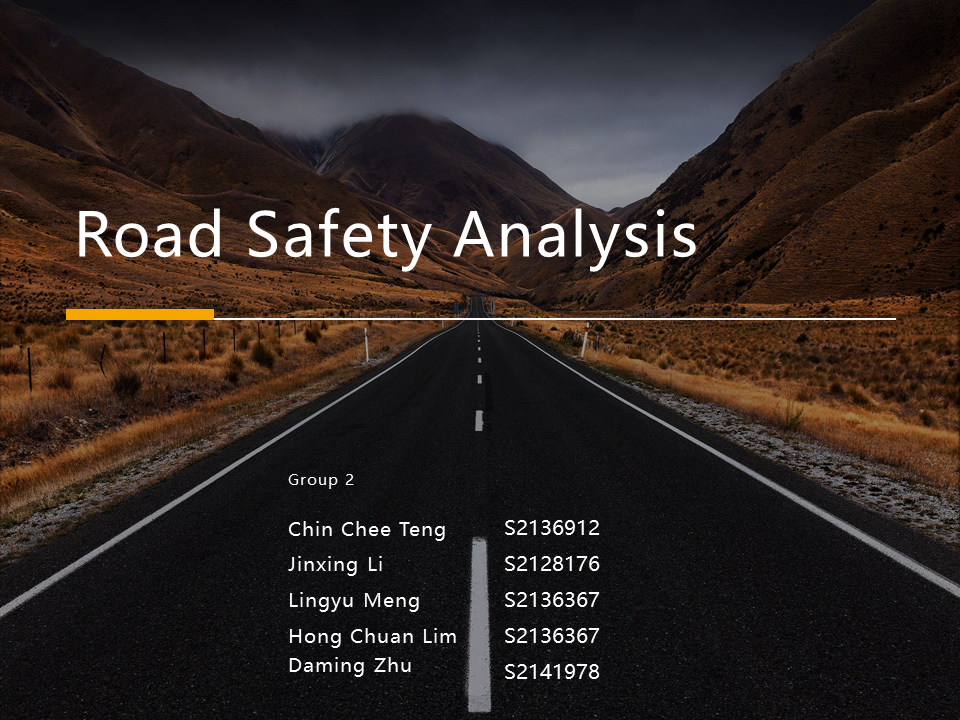 Road Safety Analysis
Group 2
Chin Chee Teng S2136912
Jinxing Li S2128176
Lingyu Meng S2136367
Hong Chuan Lim S2136367
Daming Zhu S2141978